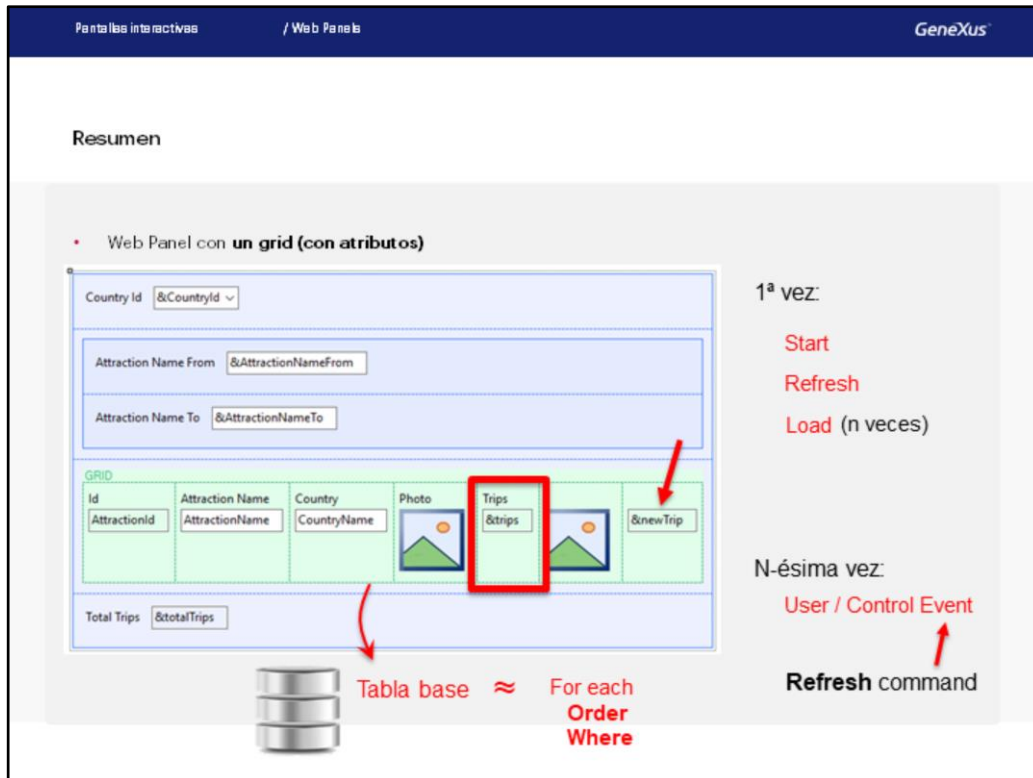 Pantallas interactivas / Web Panels GeneXus™
Resumen
• Web Panel con un grid (con atributos)
Country Id &CountryId
Attraction Name From &AttractionNameFrom
Attraction Name To &AttractionNameTo
GRID
Id Attraction Name Country Photo Trips
AttractionId AttractionName CountryName &trips &newTrip
Total Trips &totalTrips
1ª vez:
Start
Refresh
Load (n veces)
N-ésima vez:
User / Control Event
Refresh command
Tabla base ≈ For each
Order
Where